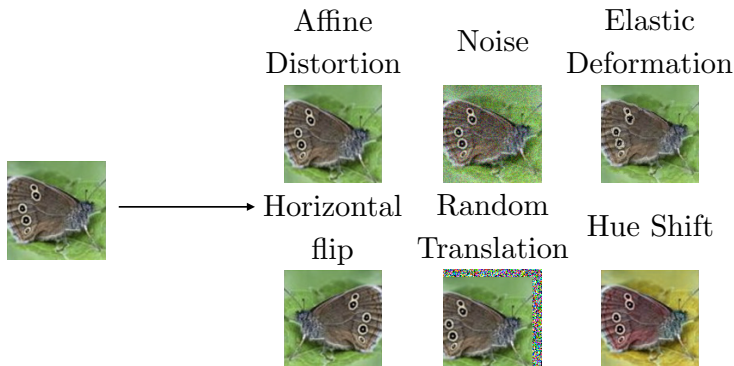 Affine
Distortion
Noise
Elastic
Deformation
Horizontal
flip
Random
Translation
Hue Shift